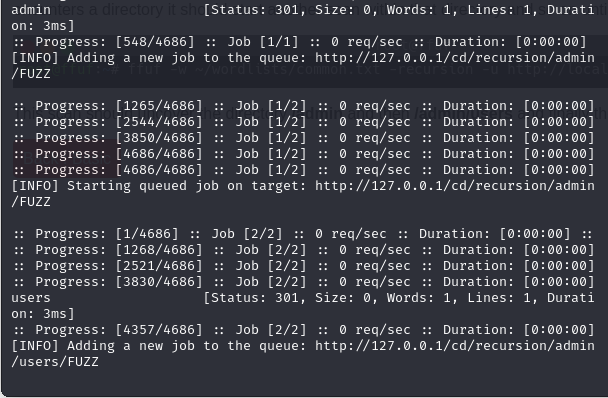 admin                   [Status: 301, Size: 0, Words: 1, Lines: 1, Durati
on: 3ms]
:: Progress: [548/4686] :: Job [1/1] :: 0 req/sec :: Duration: [0:00:00]
[INFO] Adding a new job to the queue: http://127.0.0.1/cd/recursion/admin
/FUZZ
:: Progress: [1265/4686] :: Job [1/2] :: 0 req/sec :: Duration: [0:00:00]
:: Progress: [2544/4686] :: Job [1/2] :: 0 req/sec :: Duration: [0:00:00]
:: Progress: [3850/4686] :: Job [1/2] :: 0 req/sec :: Duration: [0:00:00]
:: Progress: [4686/4686] :: Job [1/2] :: 0 req/sec :: Duration: [0:00:00]
:: Progress: [4686/4686] :: Job [1/2] :: 0 req/sec :: Duration: [0:00:00]
[INFO] Starting queued job on target: http://127.0.0.1/cd/recursion/admin
/FUZZ
:: Progress: [1/4686] :: Job [2/2] :: 0 req/sec :: Duration: [0:00:00] ::
:: Progress: [1268/4686] :: Job [2/2] :: 0 req/sec :: Duration: [0:00:00]
:: Progress: [2521/4686] :: Job [2/2] :: 0 req/sec :: Duration: [0:00:00]
:: Progress: [3830/4686] :: Job [2/2] :: 0 req/sec :: Duration: [0:00:00]
users                   [Status: 301, Size: 0, Words: 1, Lines: 1, Durati
on: 3ms]
:: Progress: [4357/4686] :: Job [2/2] :: 0 req/sec :: Duration: [0:00:00]
[INFO] Adding a new job to the queue: http://127.0.0.1/cd/recursion/admin
/users/FUZZ